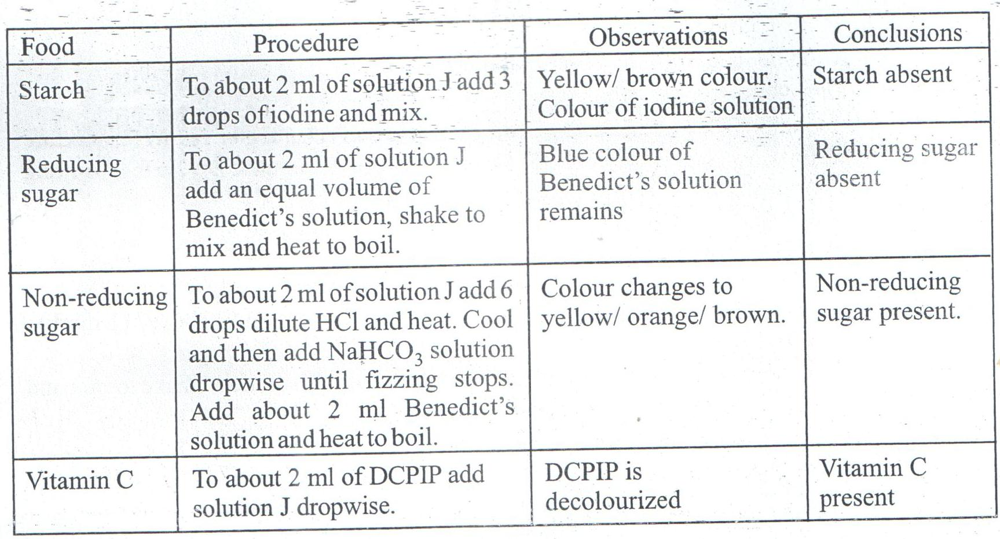 Food Procedure Observations Conclusions
Starch
To about 2 ml of solution J add 3
drops of iodine and mix.
Yellow/ brown colour.
Colour of iodine solution
Starch absent
Reducing
sugar
To about 2 ml of solution J
add an equal volume of
Benedict's solution, shake to
mix and heat to boil.
Blue colour of
Benedict's solution
remains
Reducing sugar
absent
Non-reducing
sugar
To about 2 ml of solution J add 6
drops dilute HCl and heat. Cool
and then add NaHCO₃ solution
dropwise until fizzing stops.
Add about 2 ml Benedict's
solution and heat to boil.
Colour changes to
yellow/ orange/ brown.
Non-reducing
sugar present.
Vitamin C
To about 2 ml of DCPIP add
solution J dropwise.
DCPIP is
decolourized
Vitamin C
present